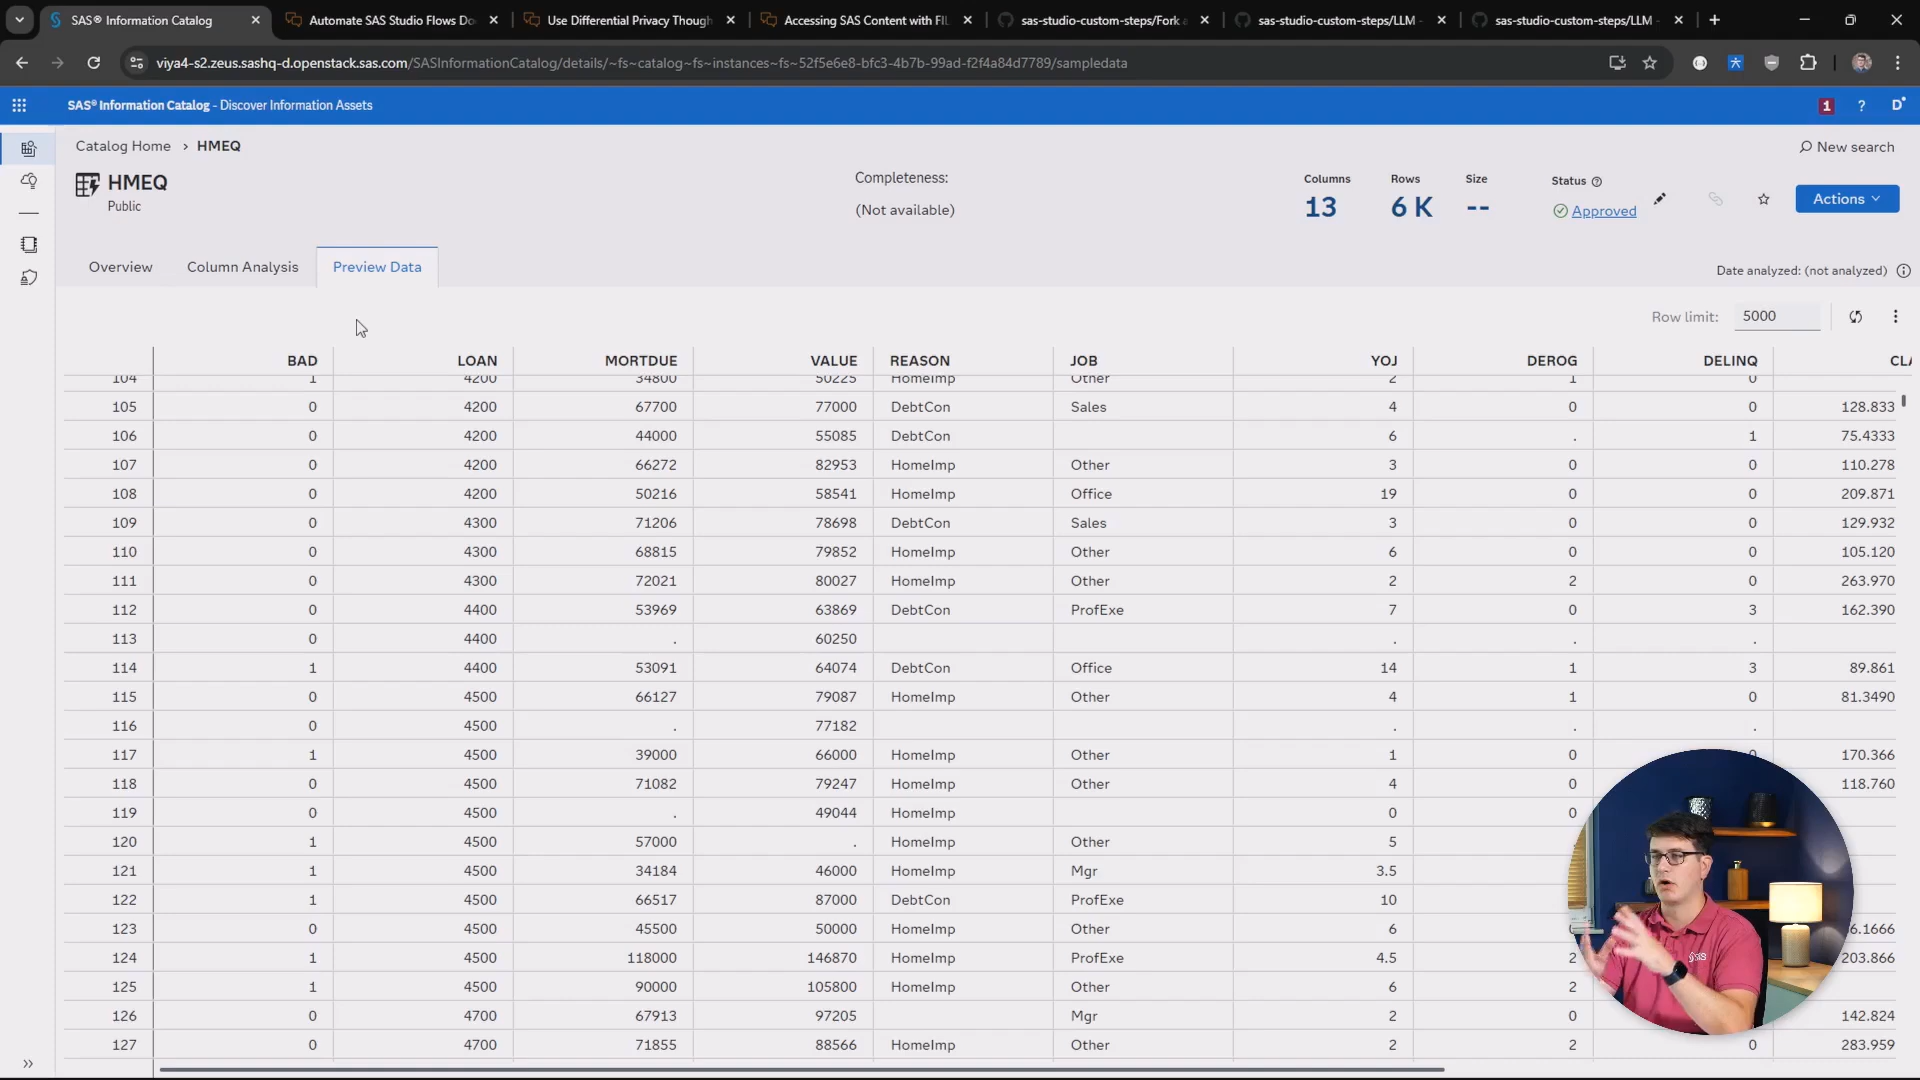 SAS® Information Catalog
Automate SAS Studio Flows Do
Use Differential Privacy Though
Accessing SAS Content with FIL
sas-studio-custom-steps/Fork a
sas-studio-custom-steps/LLM -
sas-studio-custom-steps/LLM -
viya4-s2.zeus.sashq-d.openstack.sas.com/SASInformationCatalog/details/~fs~catalog~fs~instances~fs~52f5e6e8-bfc3-4b7b-99ad-f2f4a84d7789/sampledata
SAS® Information Catalog - Discover Information Assets
1 ? D
Catalog Home > HMEQ
New search
HMEQ
Public
Completeness:
(Not available)
Columns Rows Size Status
13 6 K -- Approved
Actions
Overview Column Analysis Preview Data
Date analyzed: (not analyzed)
Row limit: 5000
BAD LOAN MORTDUE VALUE REASON JOB YOJ DEROG DELINQ CLA
104 1 4200 34800 50225 HomeImp Other 2 1 0
105 0 4200 67700 77000 DebtCon Sales 4 0 0 128.833
106 0 4200 44000 55085 DebtCon 6 . 1 75.4333
107 0 4200 66272 82953 HomeImp Other 3 0 0 110.278
108 0 4200 50216 58541 HomeImp Office 19 0 0 209.871
109 0 4300 71206 78698 DebtCon Sales 3 0 0 129.932
110 0 4300 68815 79852 HomeImp Other 6 0 0 105.120
111 0 4300 72021 80027 HomeImp Other 2 2 0 263.970
112 0 4400 53969 63869 DebtCon ProfExe 7 0 3 162.390
113 0 4400 . 60250 . . .
114 1 4400 53091 64074 DebtCon Office 14 1 3 89.861
115 0 4500 66127 79087 HomeImp Other 4 1 0 81.3490
116 0 4500 . 77182 . . .
117 1 4500 39000 66000 HomeImp Other 1 0 0 170.366
118 0 4500 71082 79247 HomeImp Other 4 0 118.760
119 0 4500 . 49044 HomeImp 0 0
120 1 4500 57000 . HomeImp Other 5
121 1 4500 34184 46000 HomeImp Mgr 3.5
122 1 4500 66517 87000 DebtCon ProfExe 10
123 0 4500 45500 50000 HomeImp Other 6 6.1666
124 1 4500 118000 146870 HomeImp ProfExe 4.5 2 203.866
125 1 4500 90000 105800 HomeImp Other 6 2
126 0 4700 67913 97205 Mgr 2 0 142.824
127 0 4700 71855 88566 HomeImp Other 2 2 0 283.959
sas